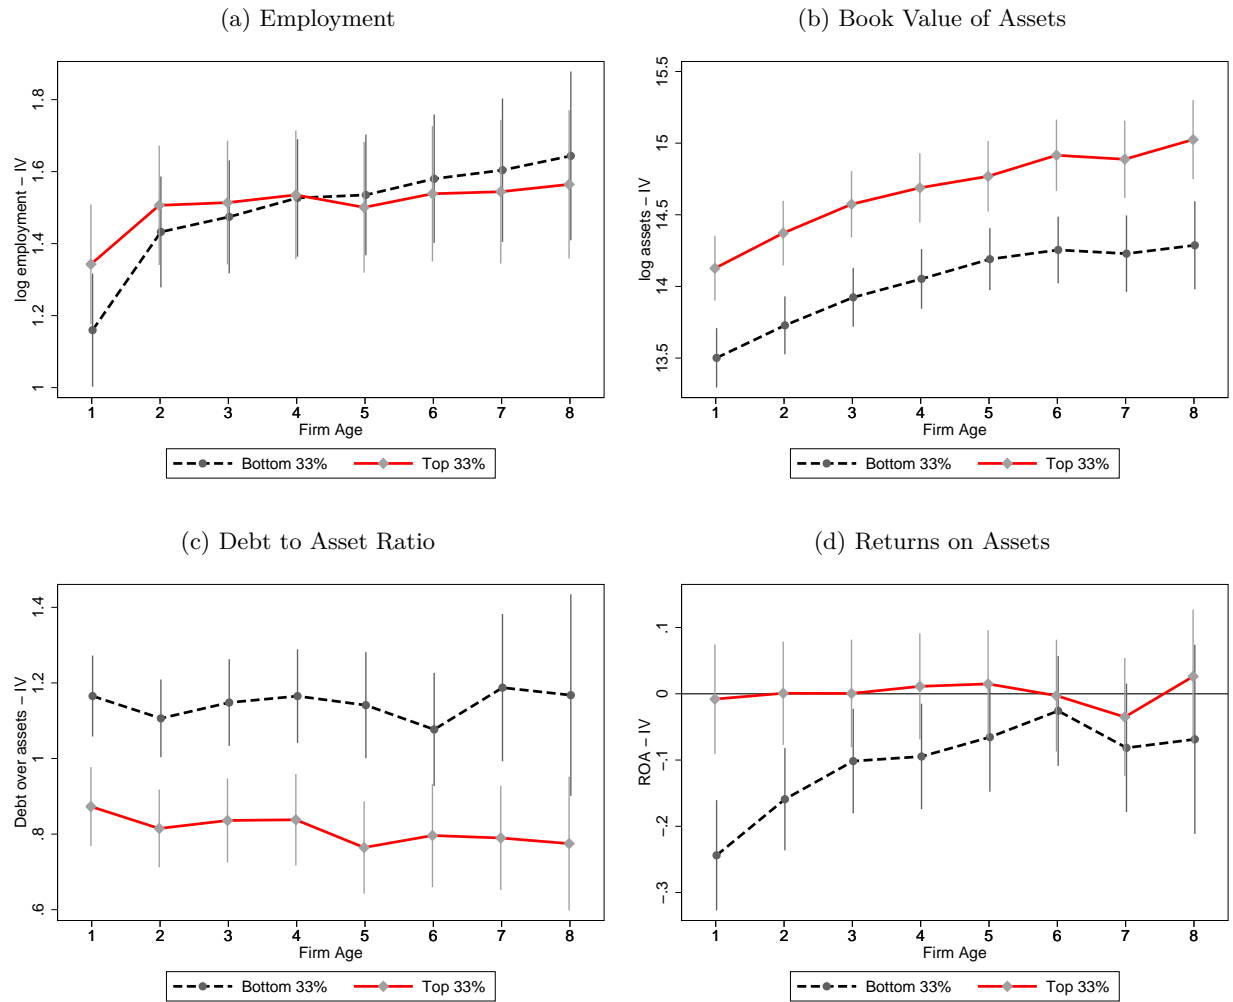 (a) Employment
log employment − IV
1.8
1.6
1.4
1.2
1
1 2 3 4 5 6 7 8
Firm Age
Bottom 33% Top 33%
(b) Book Value of Assets
log assets − IV
15.5
15
14.5
14
13.5
1 2 3 4 5 6 7 8
Firm Age
Bottom 33% Top 33%
(c) Debt to Asset Ratio
Debt over assets − IV
1.4
1.2
1
.8
.6
1 2 3 4 5 6 7 8
Firm Age
Bottom 33% Top 33%
(d) Returns on Assets
ROA − IV
.1
0
−.1
−.2
−.3
1 2 3 4 5 6 7 8
Firm Age
Bottom 33% Top 33%